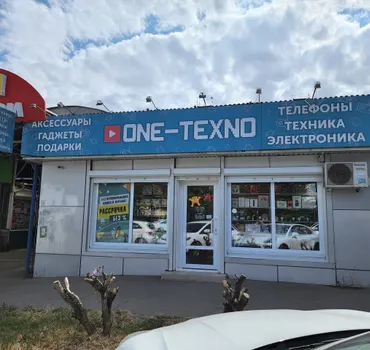 АКСЕССУАРЫ
ГАДЖЕТЫ
ПОДАРКИ
ONE-TEXNO
ТЕЛЕФОНЫ
ТЕХНИКА
ЭЛЕКТРОНИКА
РАССРОЧКА